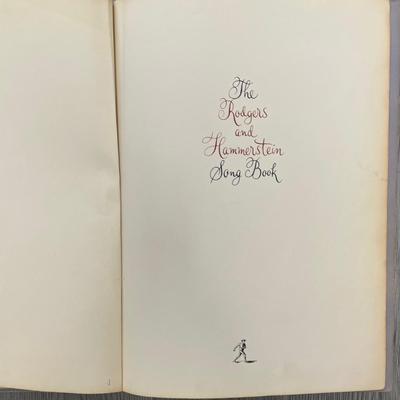 The
Rodgers
and
Hammerstein
Song Book